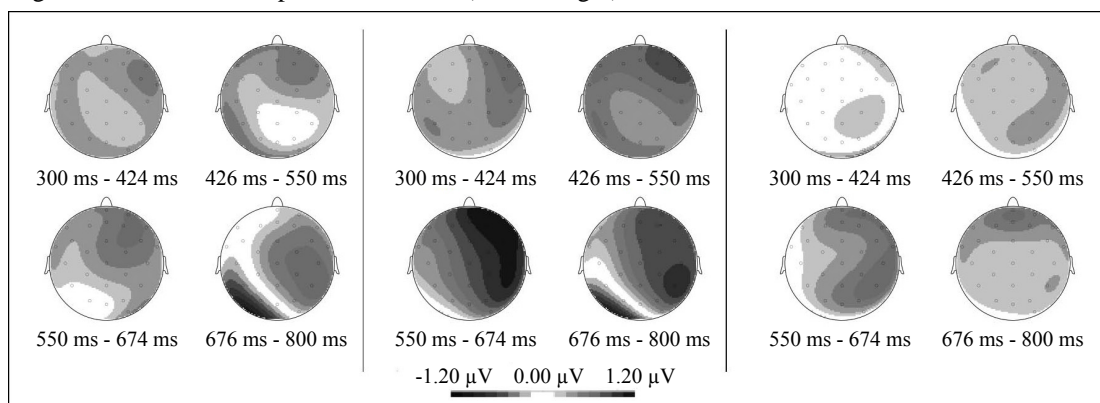 300 ms - 424 ms 426 ms - 550 ms 300 ms - 424 ms 426 ms - 550 ms 300 ms - 424 ms 426 ms - 550 ms
550 ms - 674 ms 676 ms - 800 ms 550 ms - 674 ms 676 ms - 800 ms 550 ms - 674 ms 676 ms - 800 ms
-1.20 µV 0.00 µV 1.20 µV